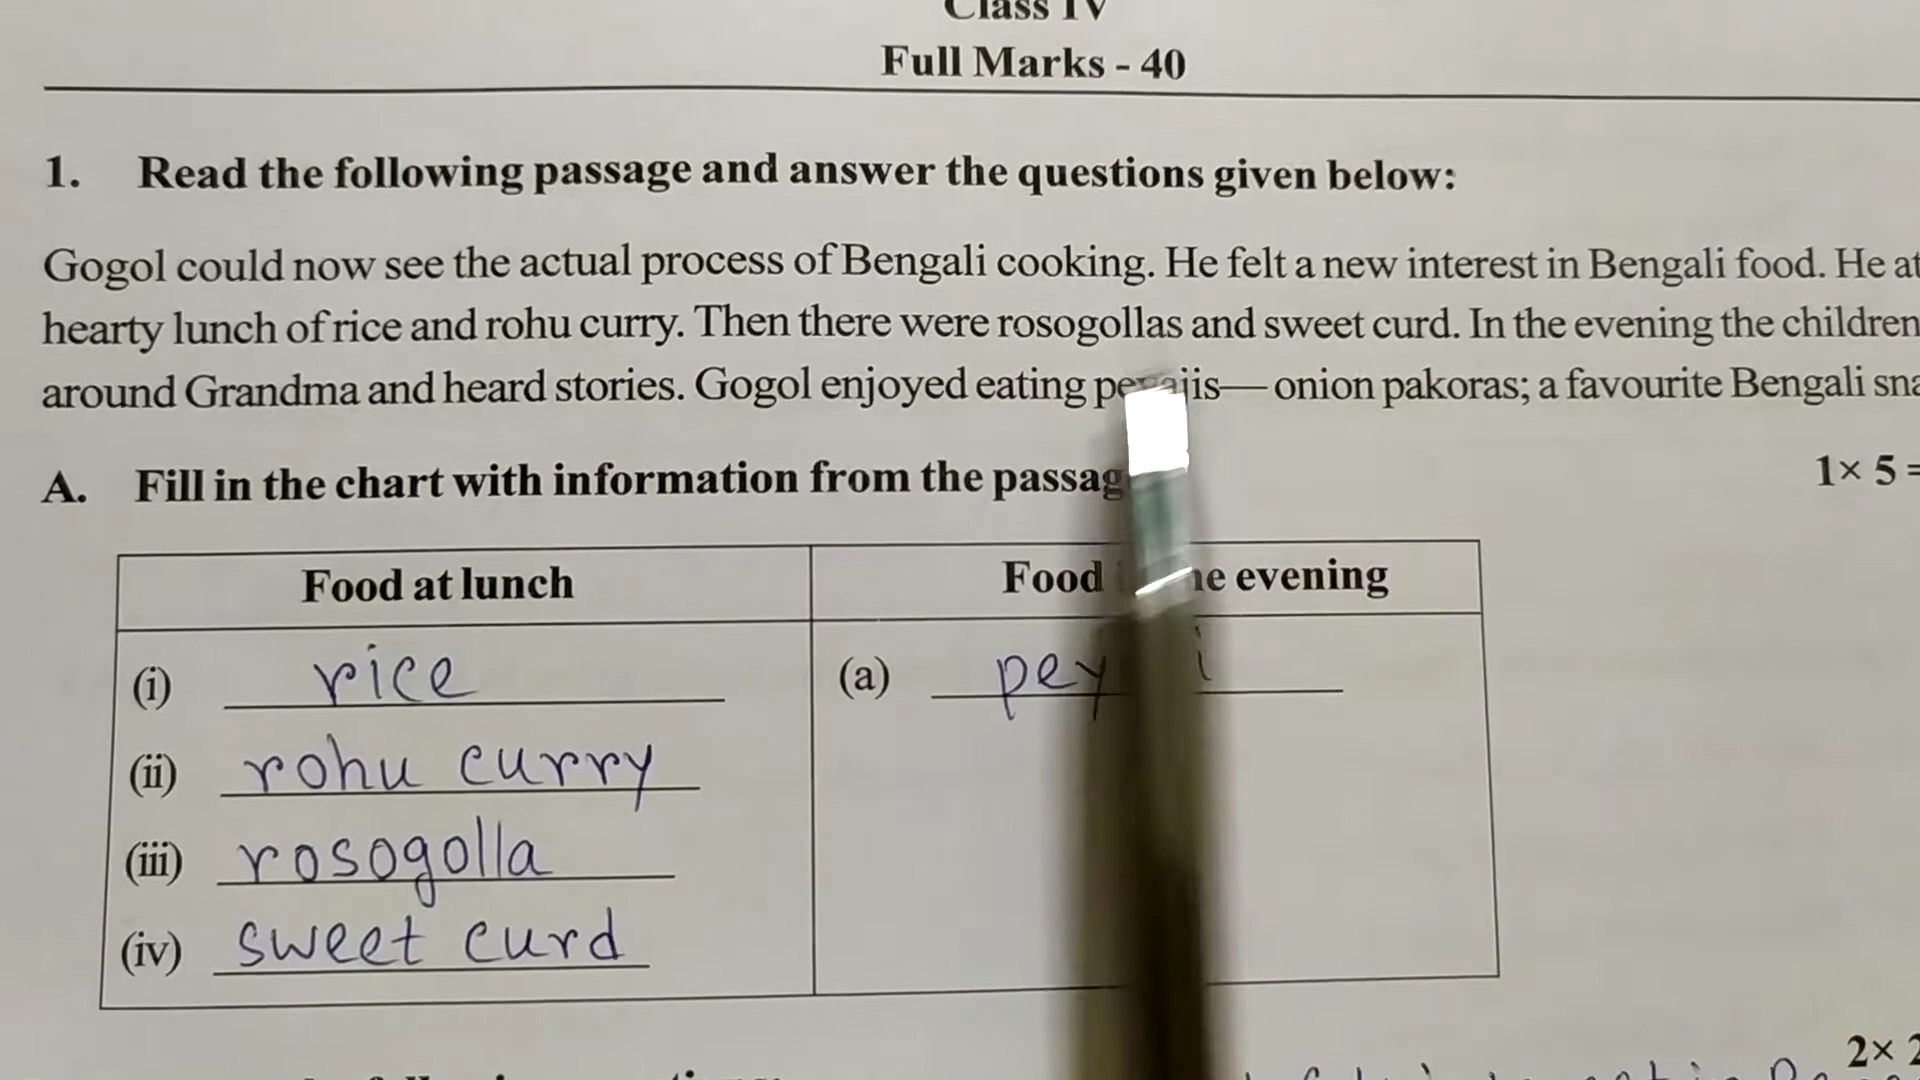 Class IV
Full Marks - 40
1. Read the following passage and answer the questions given below:
Gogol could now see the actual process of Bengali cooking. He felt a new interest in Bengali food. He at
hearty lunch of rice and rohu curry. Then there were rosogollas and sweet curd. In the evening the children
around Grandma and heard stories. Gogol enjoyed eating — onion pakoras; a favourite Bengali sna
A. Fill in the chart with information from the passag
1× 5 =
Food at lunch
Food evening
(i) rice
(a)
(ii) rohu curry
(iii) rosogolla
(iv) sweet curd
2× 2